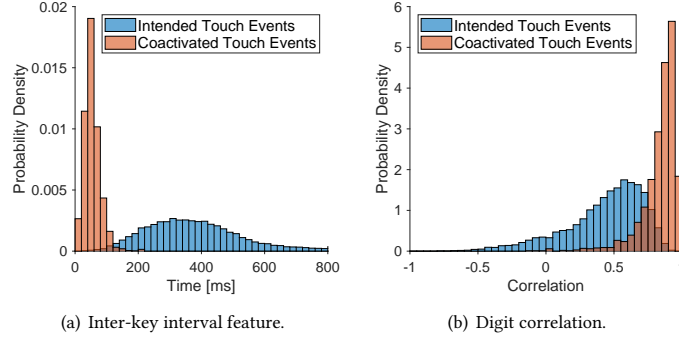 Intended Touch Events
Coactivated Touch Events
Probability Density
0.02
0.015
0.01
0.005
0
0 200 400 600 800
Time [ms]
(a) Inter-key interval feature.
Intended Touch Events
Coactivated Touch Events
Probability Density
6
5
4
3
2
1
0
-1 -0.5 0 0.5
Correlation
(b) Digit correlation.